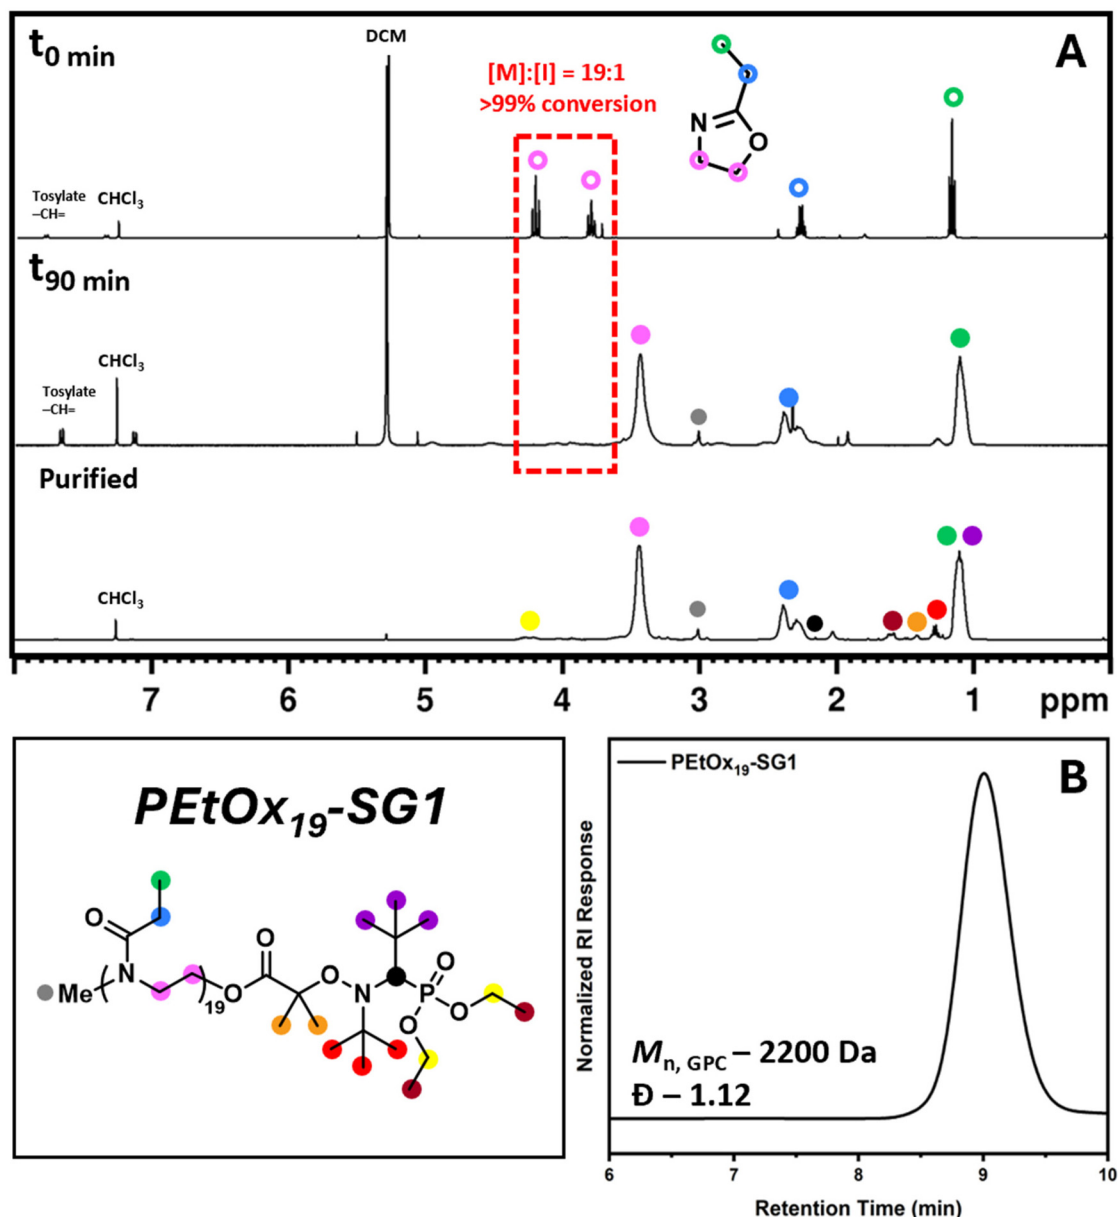 t0 min
DCM
A
[M]:[I] = 19:1
>99% conversion
N
O
Tosylate
–CH=
CHCl3
t90 min
CHCl3
Tosylate
–CH=
Purified
CHCl3
7 6 5 4 3 2 1 ppm
PEtOx19-SG1
O
N
Me
19
O
O
O
N
P
O
O
O
PEtOx19-SG1
B
Normalized RI Response
Mn, GPC – 2200 Da
Đ – 1.12
6 7 8 9 10
Retention Time (min)